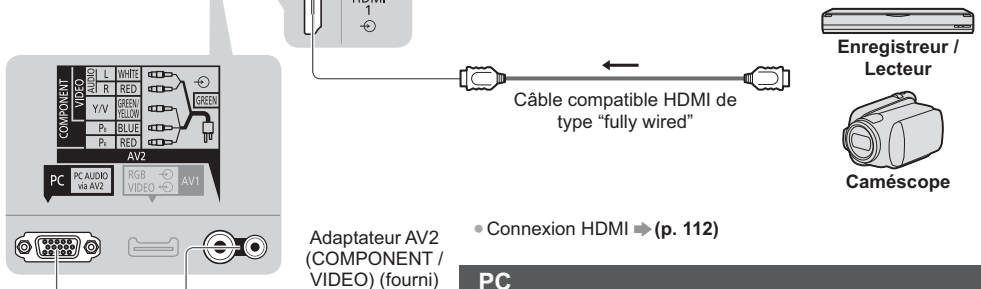 HDMI
1
Enregistreur /
Lecteur
Câble compatible HDMI de
type “fully wired”
Caméscope
COMPONENT
VIDEO
AUDIO
L WHITE
R RED
Y/V GREEN/
YELLOW
PB BLUE
PR RED
GREEN
AV2
PC
PC AUDIO
via AV2
RGB
VIDEO
AV1
Adaptateur AV2
(COMPONENT /
VIDEO) (fourni)
• Connexion HDMI (p. 112)
PC